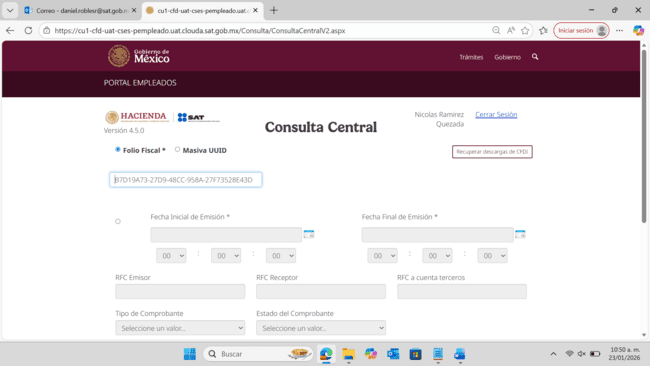 Correo - daniel.roblesr@sat.gob.m
cu1-cfd-uat-cses-pempleado.uat.
https://cu1-cfd-uat-cses-pempleado.uat.clouda.sat.gob.mx/Consulta/ConsultaCentralV2.aspx
Iniciar sesión
Gobierno de
México
Trámites
Gobierno
PORTAL EMPLEADOS
HACIENDA
SAT
Versión 4.5.0
Consulta Central
Nicolas Ramirez
Quezada
Cerrar Sesión
Folio Fiscal *
Masiva UUID
Recuperar descargas de CFDI
B7D19A73-27D9-48CC-958A-27F73528E43D
Fecha Inicial de Emisión *
Fecha Final de Emisión *
00 : 00 : 00
00 : 00 : 00
RFC Emisor
RFC Receptor
RFC a cuenta terceros
Tipo de Comprobante
Estado del Comprobante
Seleccione un valor...
Seleccione un valor...
Buscar
10:50 a. m.
23/01/2026